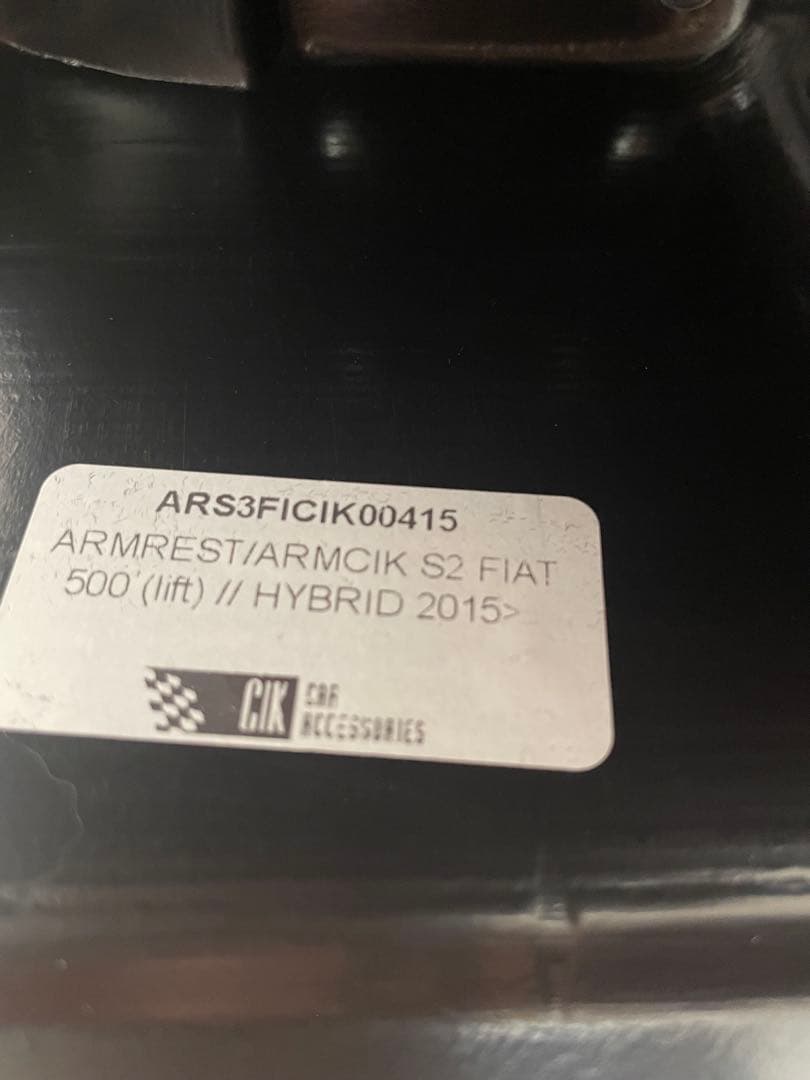 ARS3FICIK00415
ARMREST/ARMCIK S2 FIAT
500 (lift) // HYBRID 2015>
CIK CAR
ACCESSORIES